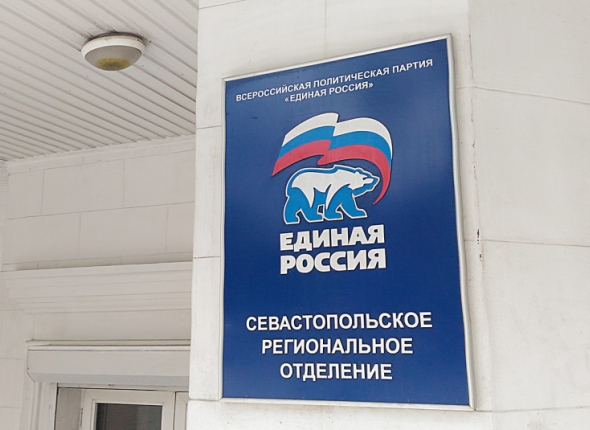 ВСЕРОССИЙСКАЯ ПОЛИТИЧЕСКАЯ ПАРТИЯ
«ЕДИНАЯ РОССИЯ»
ЕДИНАЯ
РОССИЯ
СЕВАСТОПОЛЬСКОЕ
РЕГИОНАЛЬНОЕ
ОТДЕЛЕНИЕ